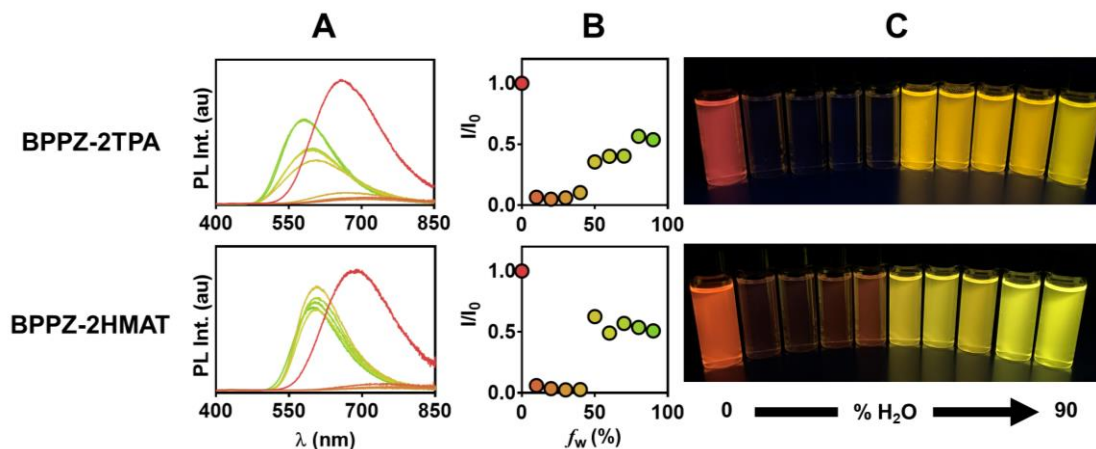 A B C
BPPZ-2TPA
PL Int. (au)
400 550 700 850
I/I0
1.0
0.5
0.0
0 50 100
BPPZ-2HMAT
PL Int. (au)
400 550 700 850
λ (nm)
I/I0
1.0
0.5
0.0
0 50 100
fw (%)
0 % H2O 90